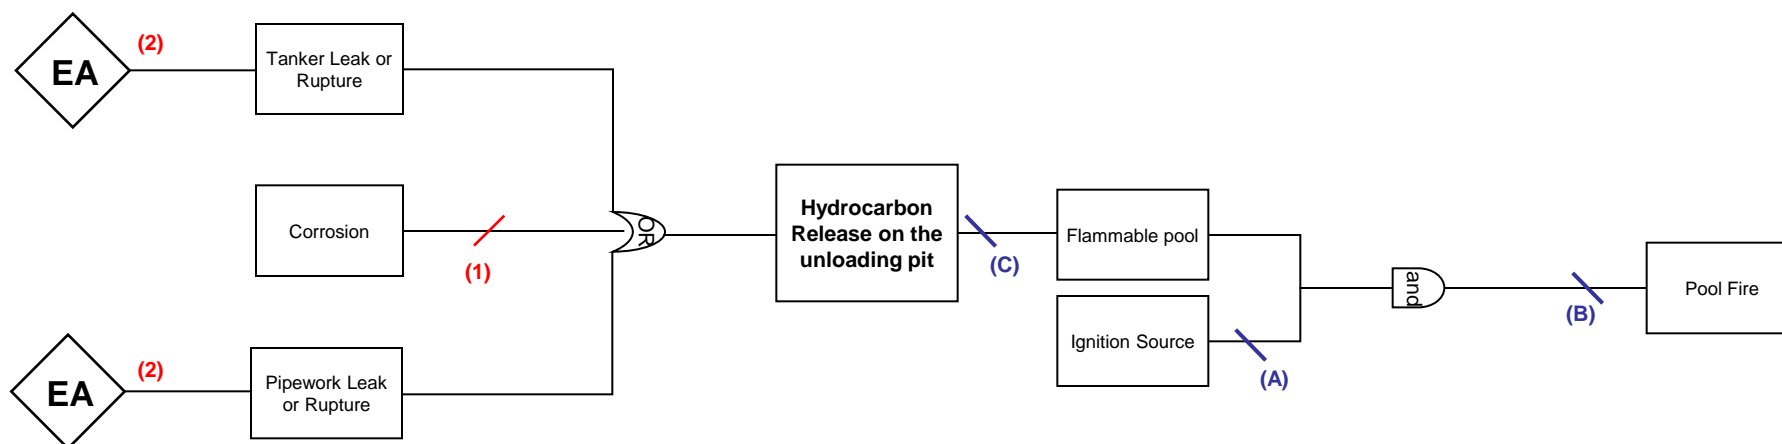 EA
(2)
Tanker Leak or
Rupture
Corrosion
(1)
EA
(2)
Pipework Leak
or Rupture
OR
Hydrocarbon
Release on the
unloading pit
(C)
Flammable pool
Ignition Source
(A)
and
(B)
Pool Fire